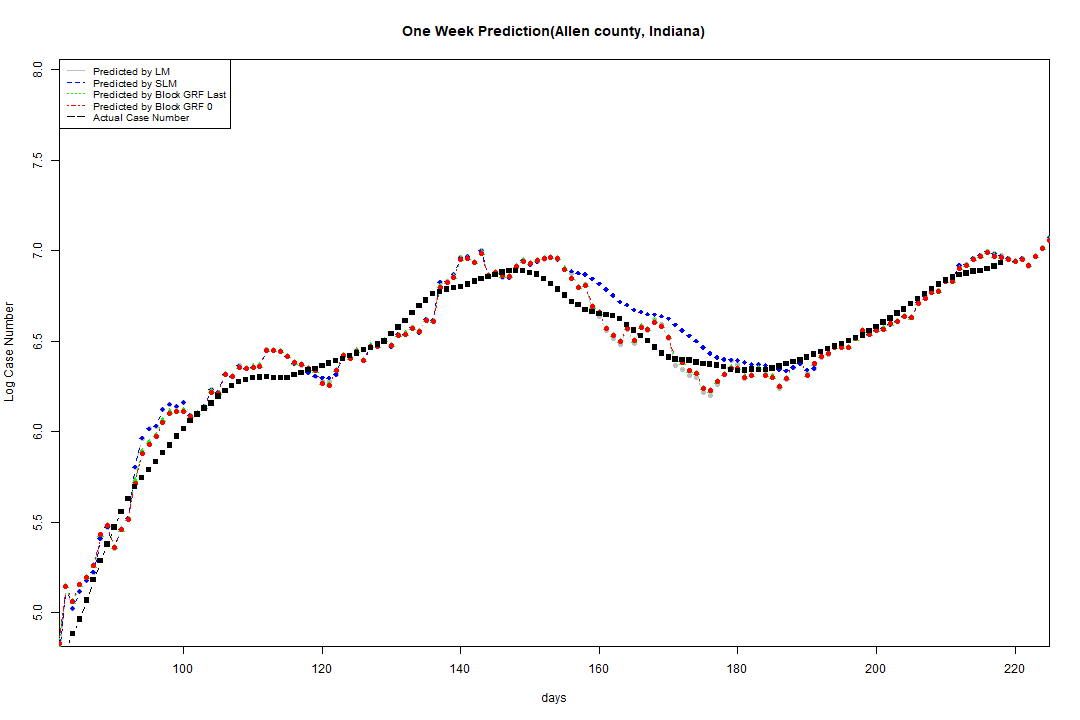 One Week Prediction(Allen county, Indiana)
Predicted by LM
Predicted by SLM
Predicted by Block GRF Last
Predicted by Block GRF 0
Actual Case Number
8.0
7.5
7.0
6.5
6.0
5.5
5.0
Log Case Number
100 120 140 160 180 200 220
days